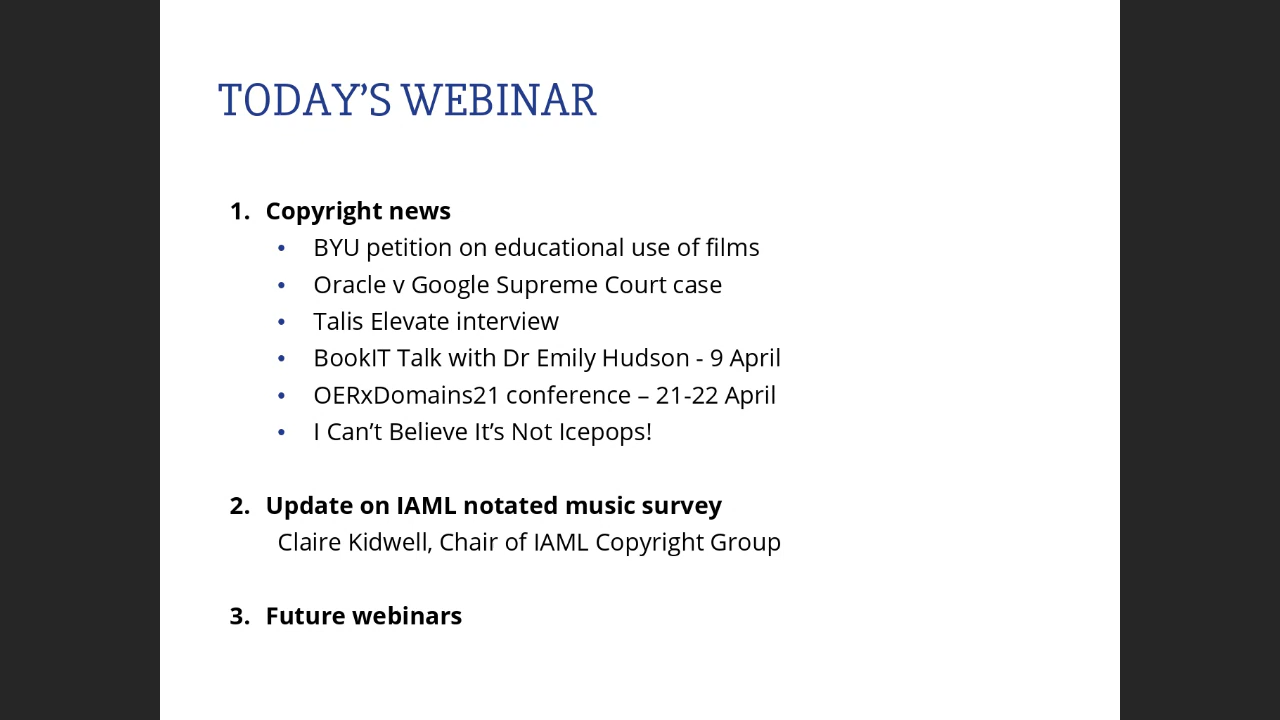 TODAY’S WEBINAR
1. Copyright news
• BYU petition on educational use of films
• Oracle v Google Supreme Court case
• Talis Elevate interview
• BookIT Talk with Dr Emily Hudson - 9 April
• OERxDomains21 conference – 21-22 April
• I Can’t Believe It’s Not Icepops!
2. Update on IAML notated music survey
Claire Kidwell, Chair of IAML Copyright Group
3. Future webinars